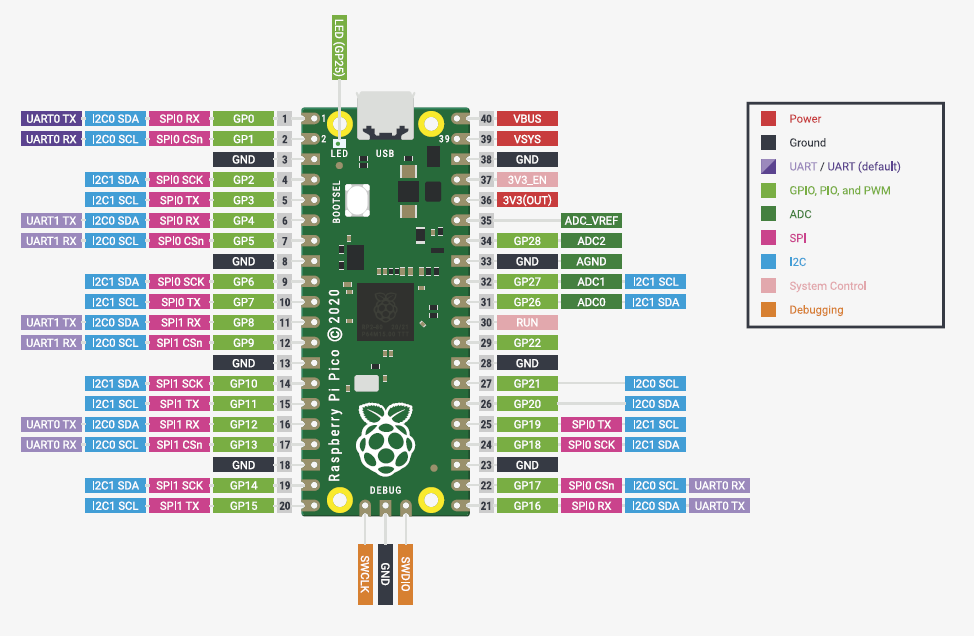 LED (GP25)
UART0 TX I2C0 SDA SPI0 RX GP0 1 1 40 VBUS
UART0 RX I2C0 SCL SPI0 CSn GP1 2 2 39 39 VSYS
LED USB
GND 3 38 GND
I2C1 SDA SPI0 SCK GP2 4 37 3V3_EN
I2C1 SCL SPI0 TX GP3 5 36 3V3(OUT)
BOOTSEL
UART1 TX I2C0 SDA SPI0 RX GP4 6 35 ADC_VREF
UART1 RX I2C0 SCL SPI0 CSn GP5 7 34 GP28 ADC2
GND 8 33 GND AGND
I2C1 SDA SPI0 SCK GP6 9 32 GP27 ADC1 I2C1 SCL
I2C1 SCL SPI0 TX GP7 10 31 GP26 ADC0 I2C1 SDA
UART1 TX I2C0 SDA SPI1 RX GP8 11 30 RUN
UART1 RX I2C0 SCL SPI1 CSn GP9 12 29 GP22
GND 13 28 GND
I2C1 SDA SPI1 SCK GP10 14 27 GP21 I2C0 SCL
I2C1 SCL SPI1 TX GP11 15 26 GP20 I2C0 SDA
UART0 TX I2C0 SDA SPI1 RX GP12 16 25 GP19 SPI0 TX I2C1 SCL
UART0 RX I2C0 SCL SPI1 CSn GP13 17 24 GP18 SPI0 SCK I2C1 SDA
GND 18 23 GND
I2C1 SDA SPI1 SCK GP14 19 22 GP17 SPI0 CSn I2C0 SCL UART0 RX
I2C1 SCL SPI1 TX GP15 20 21 GP16 SPI0 RX I2C0 SDA UART0 TX
Raspberry Pi Pico ©2020
DEBUG
SWCLK GND SWDIO
Power
Ground
UART / UART (default)
GPIO, PIO, and PWM
ADC
SPI
I2C
System Control
Debugging